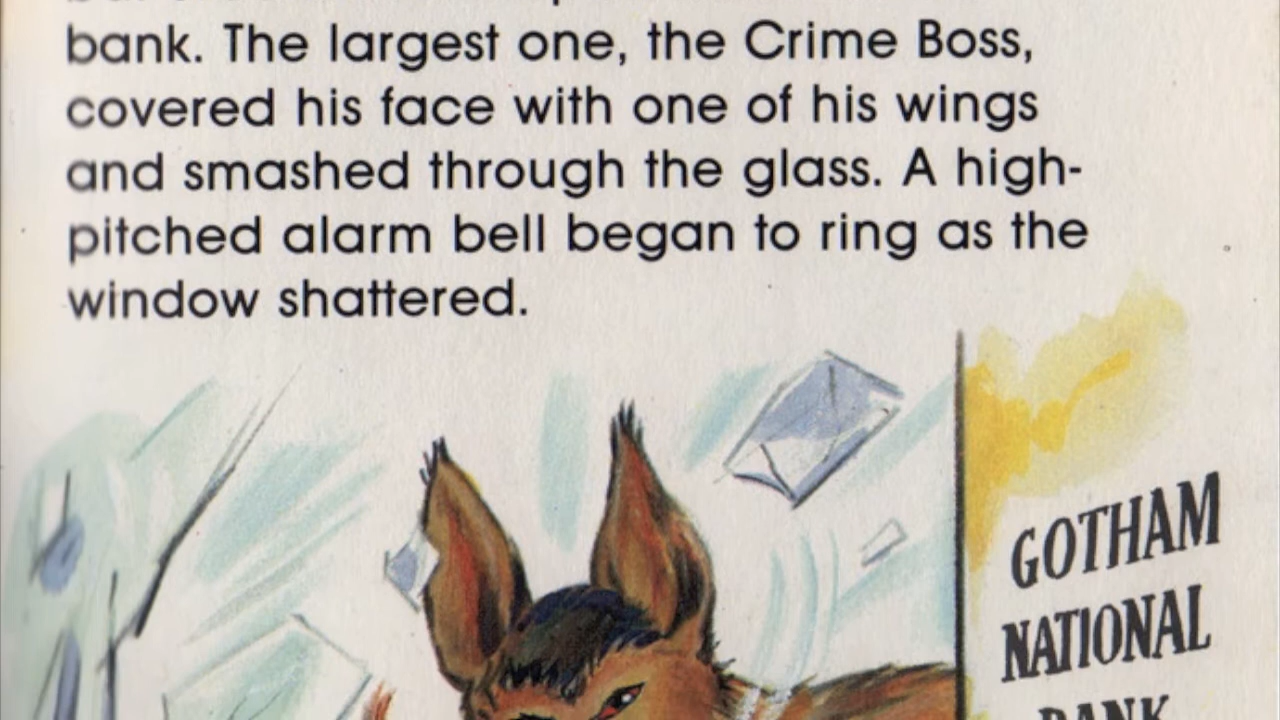 bank. The largest one, the Crime Boss,
covered his face with one of his wings
and smashed through the glass. A high-
pitched alarm bell began to ring as the
window shattered.
GOTHAM
NATIONAL
BANK